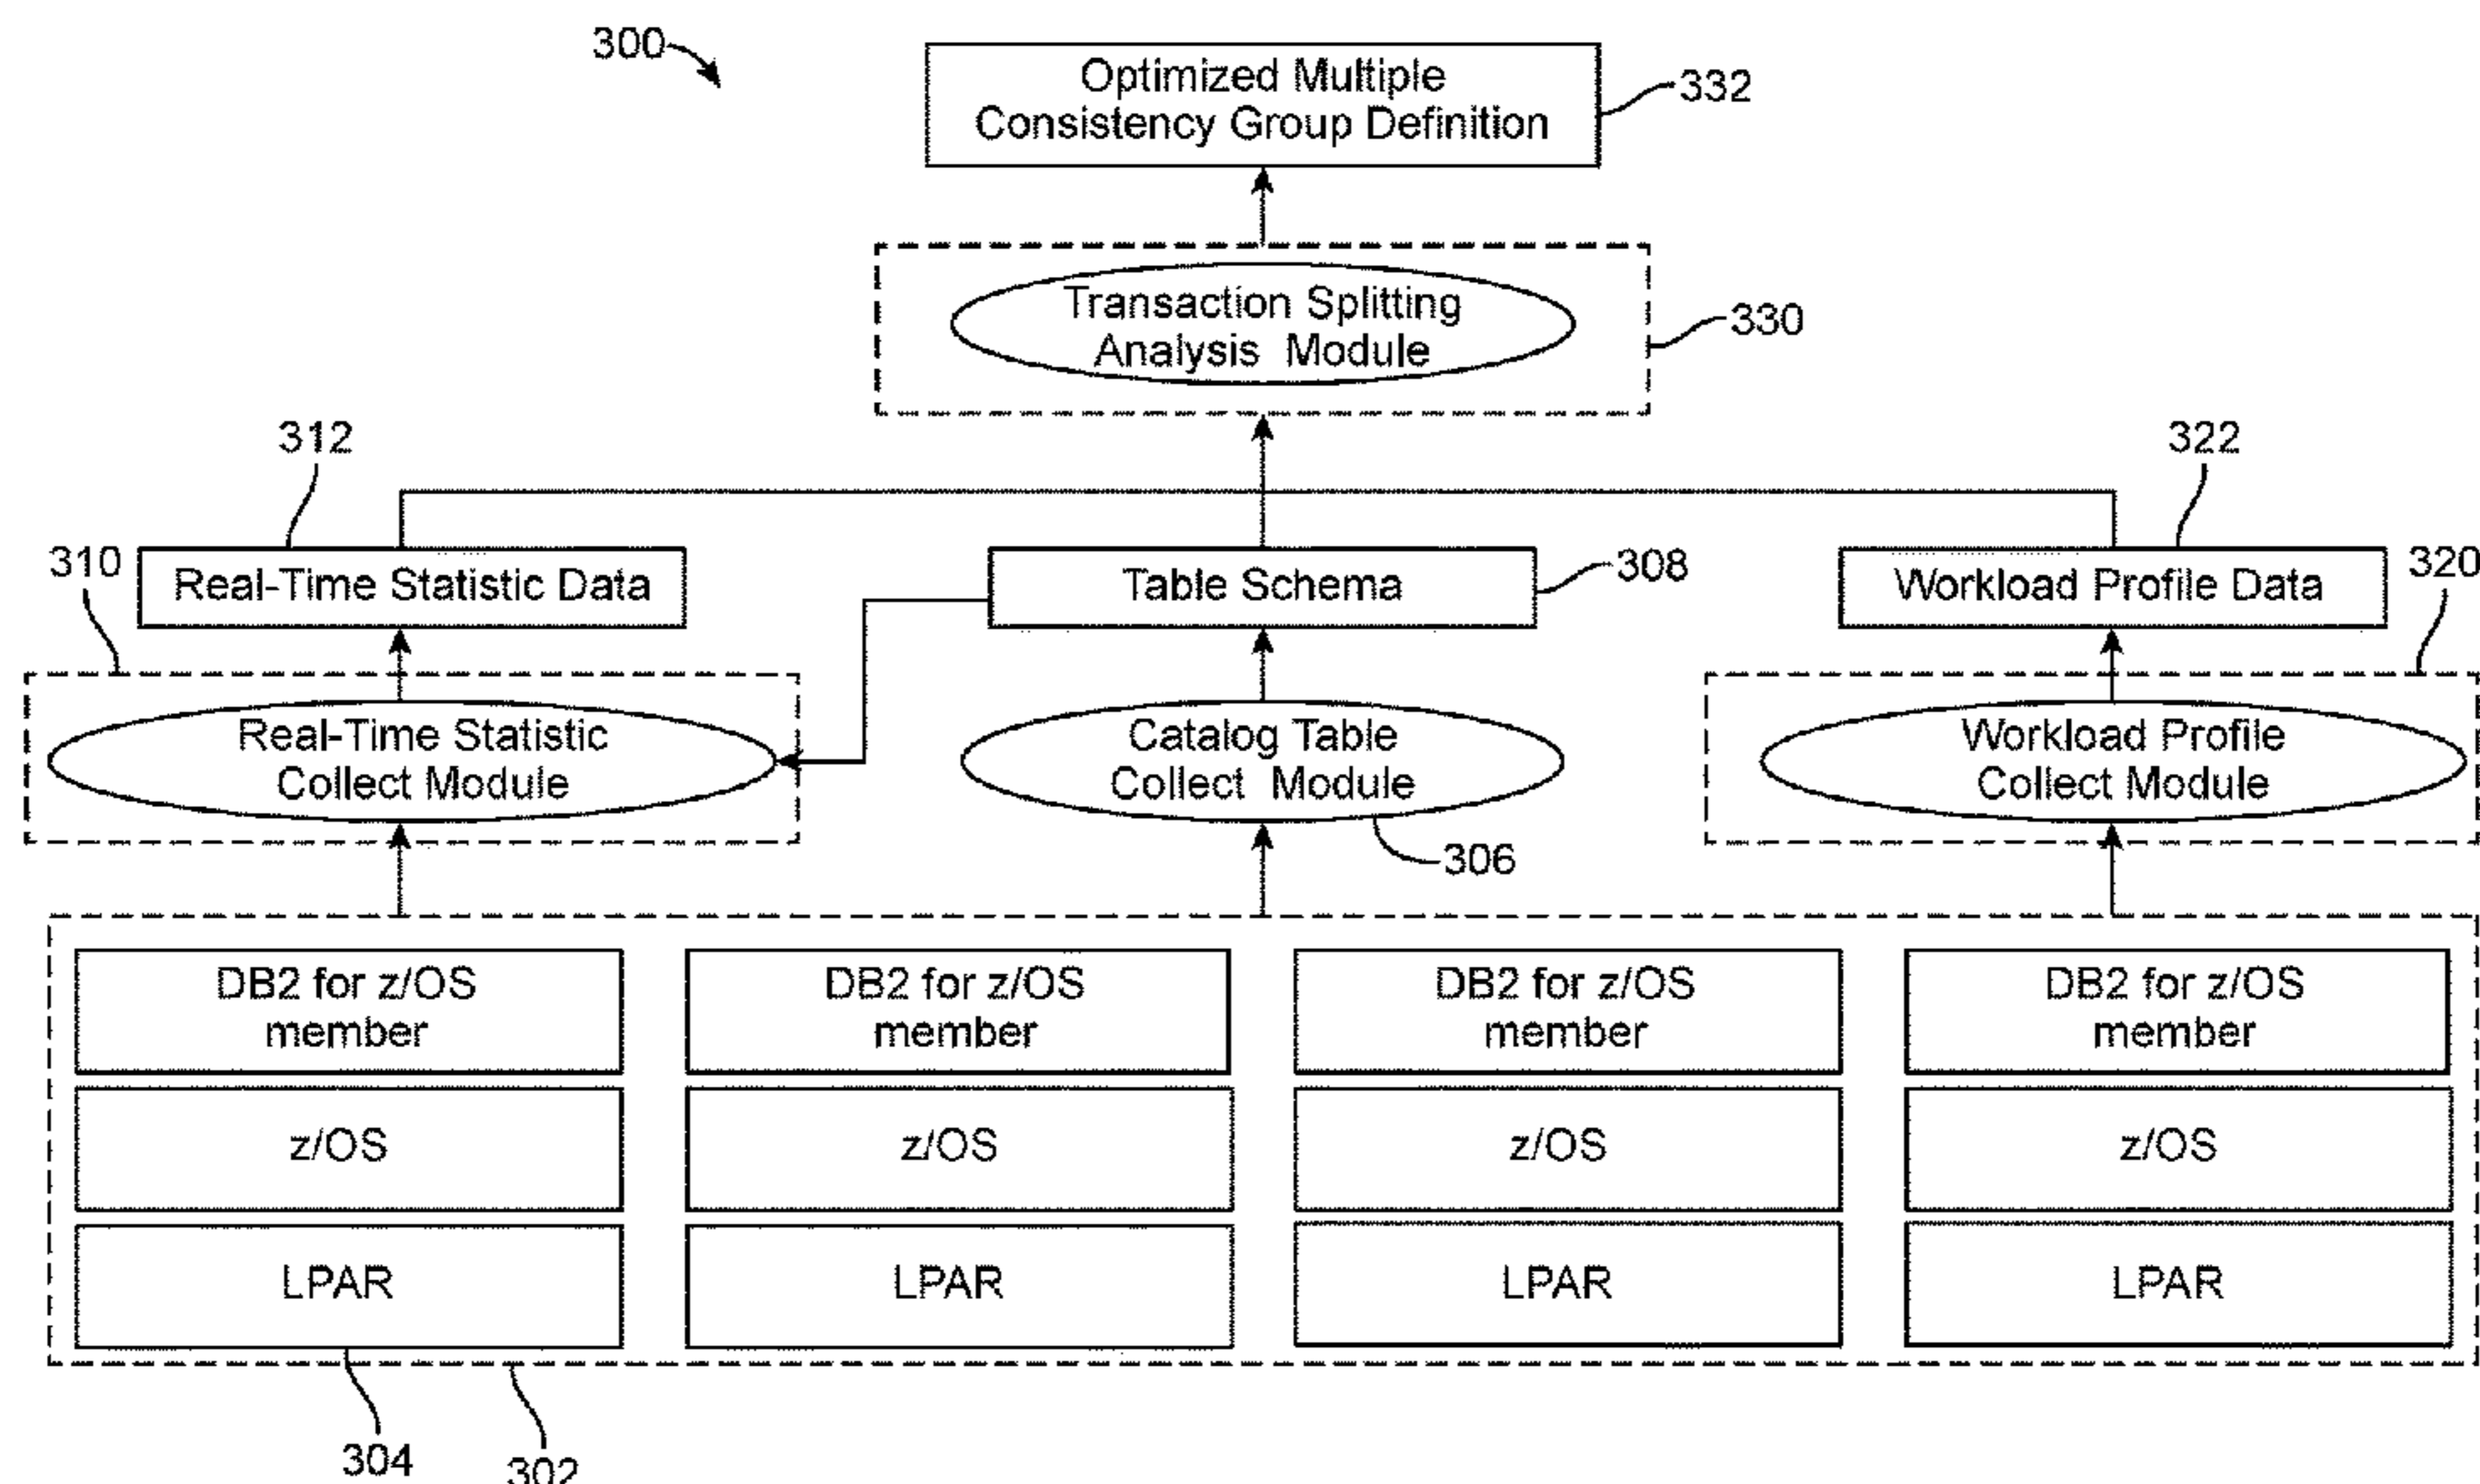 300
Optimized Multiple
Consistency Group Definition
332
Transaction Splitting
Analysis Module
330
312
322
310
Real-Time Statistic Data
Table Schema
308
Workload Profile Data
320
Real-Time Statistic
Collect Module
Catalog Table
Collect Module
306
Workload Profile
Collect Module
DB2 for z/OS
member
DB2 for z/OS
member
DB2 for z/OS
member
DB2 for z/OS
member
z/OS
z/OS
z/OS
z/OS
LPAR
LPAR
LPAR
LPAR
304
302